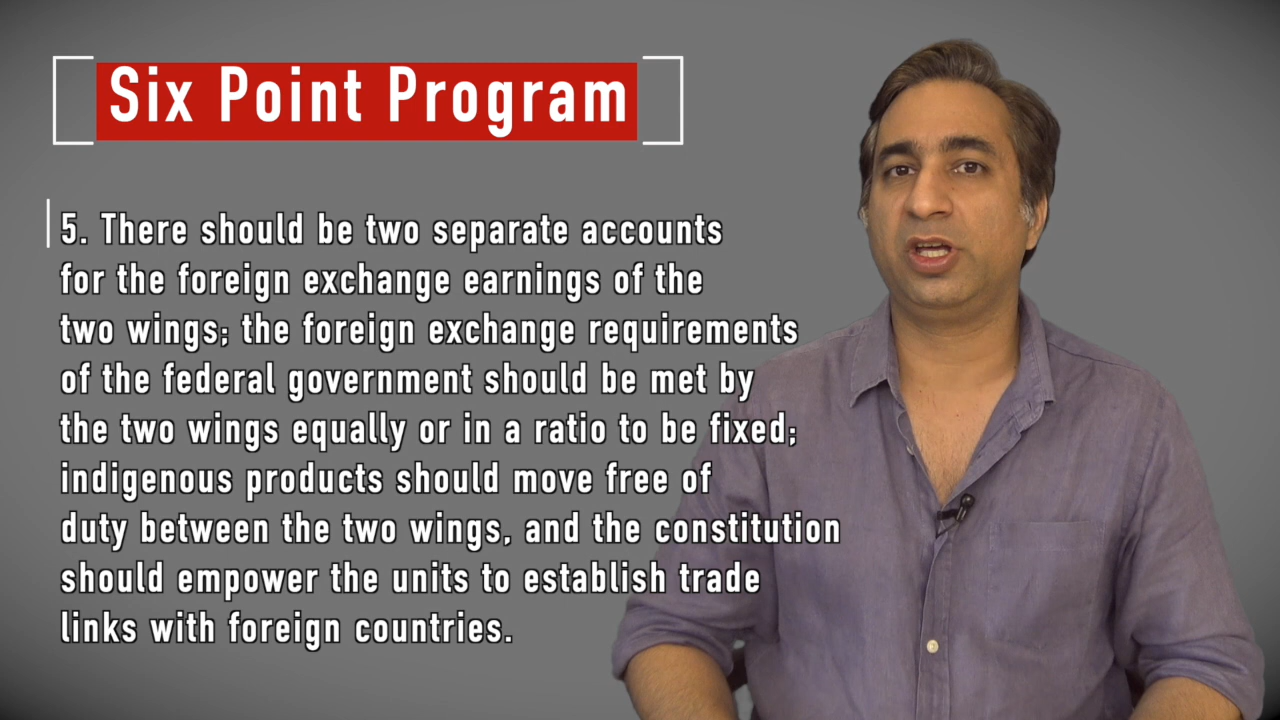 Six Point Program
5. There should be two separate accounts
for the foreign exchange earnings of the
two wings; the foreign exchange requirements
of the federal government should be met by
the two wings equally or in a ratio to be fixed;
indigenous products should move free of
duty between the two wings, and the constitution
should empower the units to establish trade
links with foreign countries.